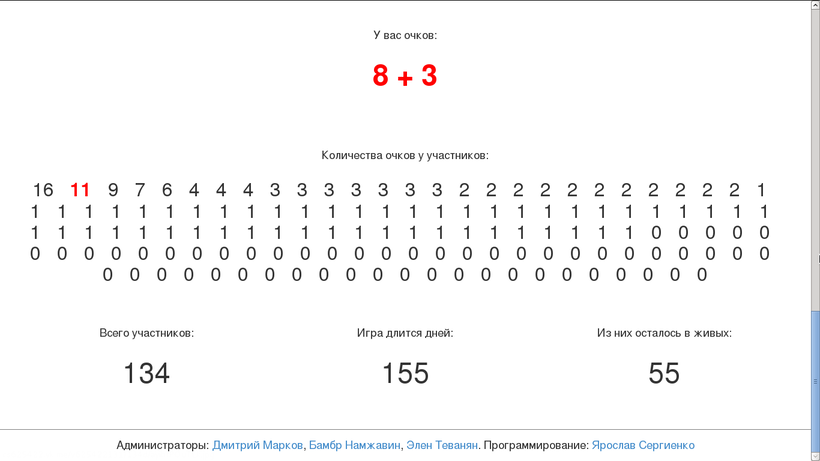 У вас очков:
8 + 3
Количества очков у участников:
16 11 9 7 6 4 4 4 3 3 3 3 3 3 3 2 2 2 2 2 2 2 2 2 2 2 1
1 1 1 1 1 1 1 1 1 1 1 1 1 1 1 1 1 1 1 1 1 1 1 1 1 1 1 1
1 1 1 1 1 1 1 1 1 1 1 1 1 1 1 1 1 1 1 1 1 1 1 0 0 0 0 0
0 0 0 0 0 0 0 0 0 0 0 0 0 0 0 0 0 0 0 0 0 0 0 0 0 0 0 0
0 0 0 0 0 0 0 0 0 0 0 0 0 0 0 0 0 0 0 0 0 0 0
Всего участников: Игра длится дней: Из них осталось в живых:
134 155 55
Администраторы: Дмитрий Марков, Бамбр Намжавин, Элен Теванян. Программирование: Ярослав Сергиенко